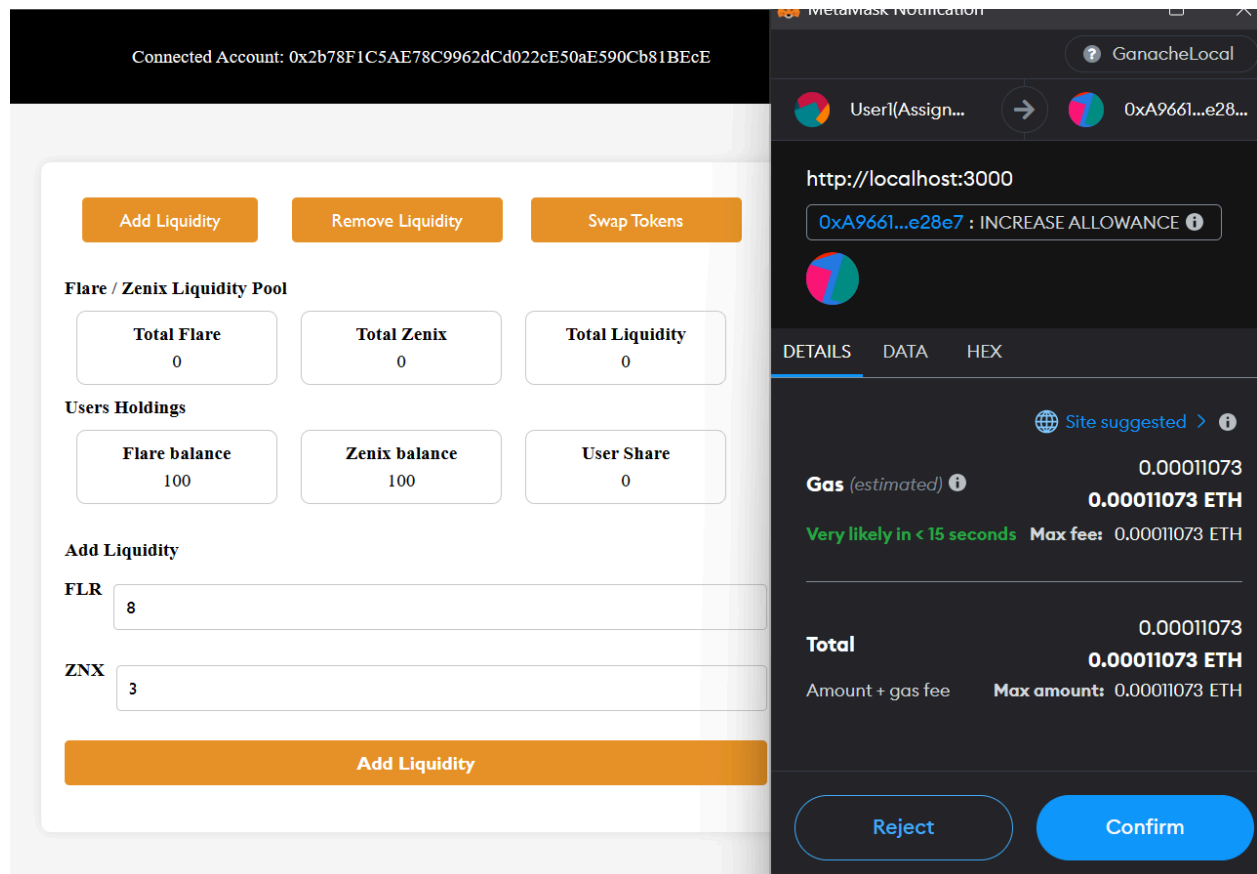 Connected Account: 0x2b78F1C5AE78C9962dCd022cE50aE590Cb81BEcE
Add Liquidity
Remove Liquidity
Swap Tokens
Flare / Zenix Liquidity Pool
Total Flare
0
Total Zenix
0
Total Liquidity
0
Users Holdings
Flare balance
100
Zenix balance
100
User Share
0
Add Liquidity
FLR
8
ZNX
3
Add Liquidity
MetaMask Notification
GanacheLocal
User1(Assign...
0xA9661...e28...
http://localhost:3000
0xA9661...e28e7 : INCREASE ALLOWANCE
DETAILS
DATA
HEX
Site suggested >
Gas (estimated)
0.00011073
0.00011073 ETH
Very likely in < 15 seconds
Max fee: 0.00011073 ETH
Total
0.00011073
0.00011073 ETH
Amount + gas fee
Max amount: 0.00011073 ETH
Reject
Confirm